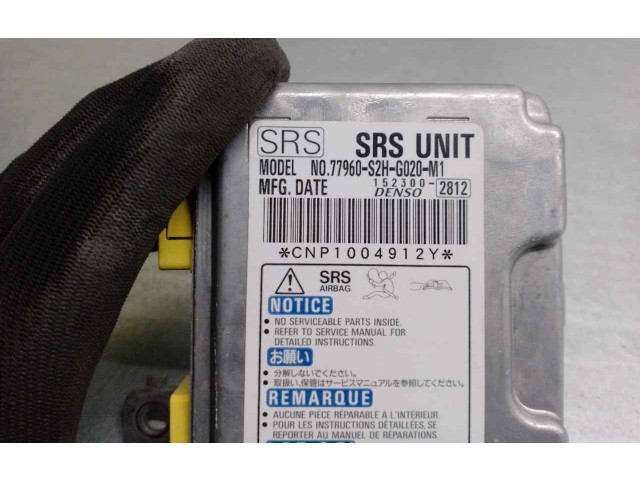 SRS SRS UNIT
MODEL NO.77960-S2H-G020-M1
MFG. DATE 152300- 2812
DENSO
*CNP1004912Y*
SRS
AIRBAG
NOTICE
• NO SERVICEABLE PARTS INSIDE.
• REFER TO SERVICE MANUAL FOR
DETAILED INSTRUCTIONS.
お願い
• 分解しないでください。
• 取扱い、保管はサービスマニュアルを参照してください。
REMARQUE
• AUCUNE PIÈCE RÉPARABLE À L'INTÉRIEUR.
• POUR LES INSTRUCTIONS DÉTAILLÉES, SE
REPORTER AU MANUEL DE RÉPARATIONS.